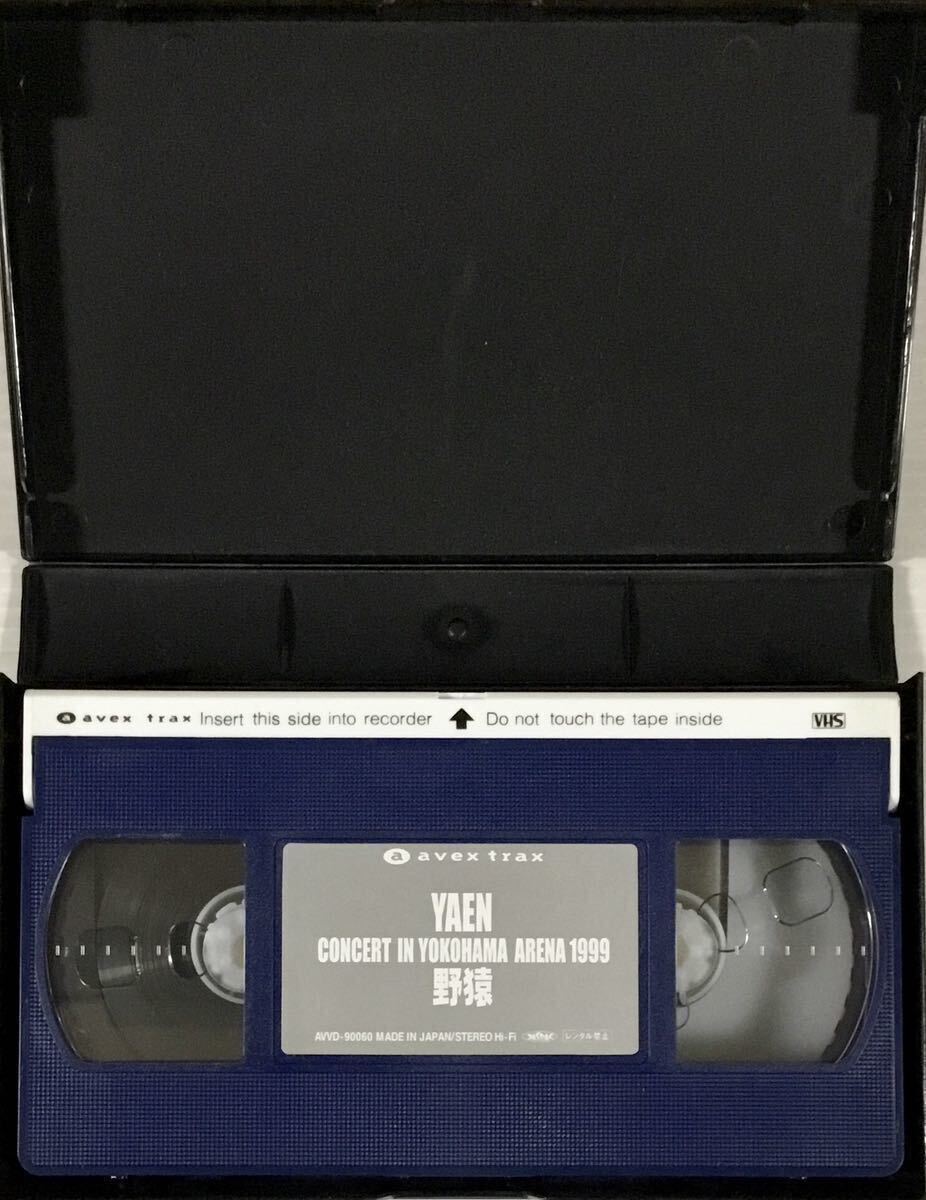 a avex trax Insert this side into recorder Do not touch the tape inside VHS
a avex trax
YAEN
CONCERT IN YOKOHAMA ARENA 1999
野猿
AVVD-90060 MADE IN JAPAN/STEREO Hi-Fi レンタル禁止